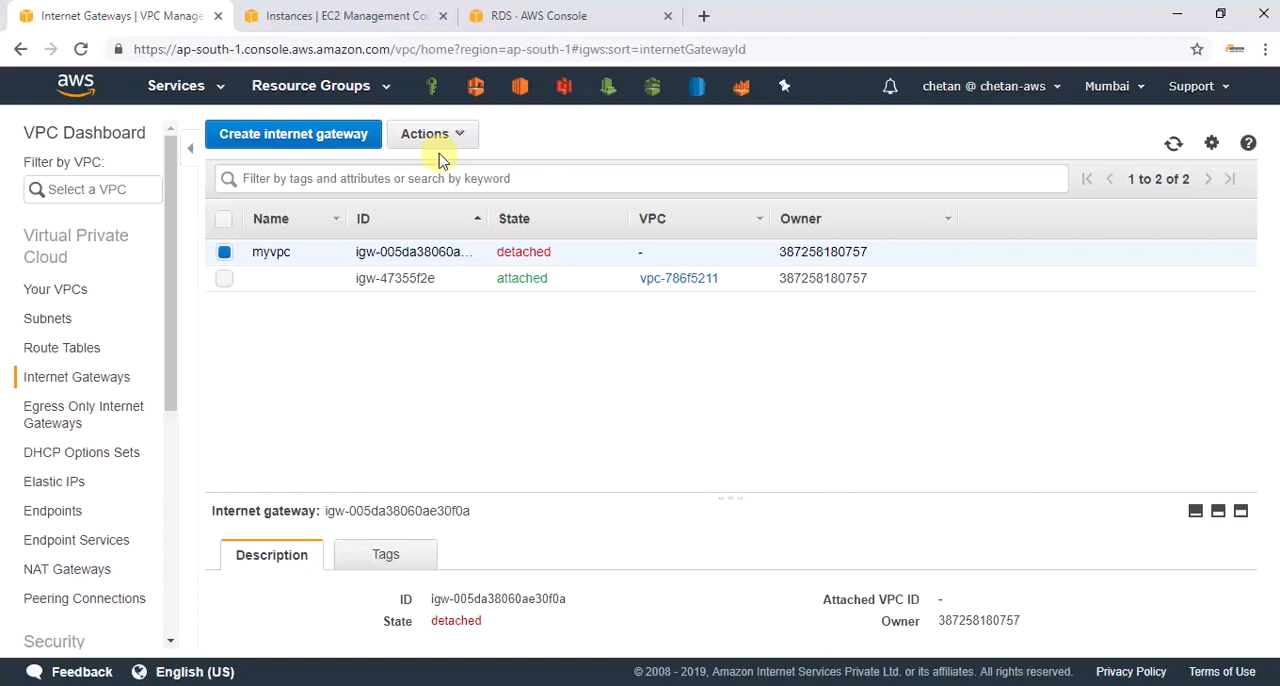 Internet Gateways | VPC Manage
Instances | EC2 Management Co
RDS · AWS Console
https://ap-south-1.console.aws.amazon.com/vpc/home?region=ap-south-1#igws:sort=internetGatewayId
aws
Services
Resource Groups
chetan @ chetan-aws
Mumbai
Support
VPC Dashboard
Filter by VPC:
Select a VPC
Virtual Private
Cloud
Your VPCs
Subnets
Route Tables
Internet Gateways
Egress Only Internet
Gateways
DHCP Options Sets
Elastic IPs
Endpoints
Endpoint Services
NAT Gateways
Peering Connections
Security
Create internet gateway
Actions
Filter by tags and attributes or search by keyword
1 to 2 of 2
Name ID State VPC Owner
myvpc igw-005da38060a... detached - 387258180757
igw-47355f2e attached vpc-786f5211 387258180757
Internet gateway: igw-005da38060ae30f0a
Description
Tags
ID igw-005da38060ae30f0a
Attached VPC ID -
State detached
Owner 387258180757
Feedback
English (US)
© 2008 - 2019, Amazon Internet Services Private Ltd. or its affiliates. All rights reserved.
Privacy Policy
Terms of Use